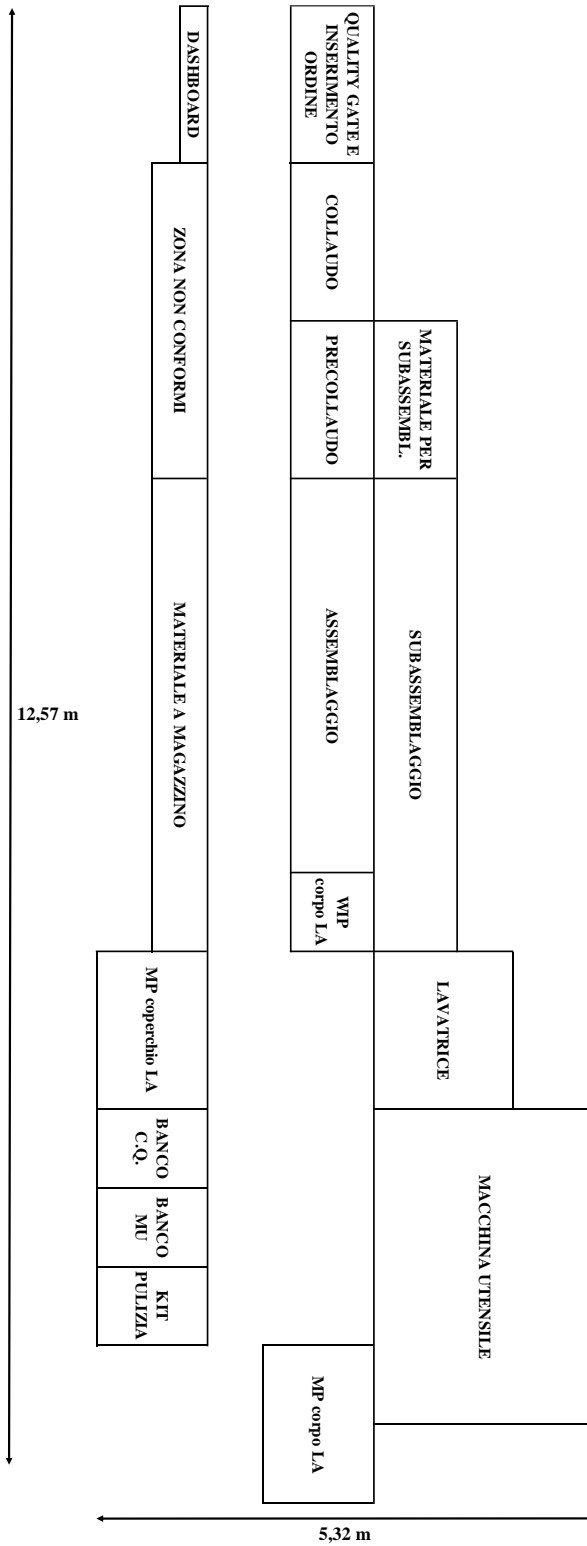 QUALITY GATE E
INSERIMENTO
ORDINE
COLLAUDO
PRECOLLAUDO
MATERIALE PER
SUBASSEMBL.
ASSEMBLAGGIO
SUBASSEMBLAGGIO
WIP
corpo LA
LAVATRICE
MACCHINA UTENSILE
MP corpo LA
DASHBOARD
ZONA NON CONFORMI
MATERIALE A MAGAZZINO
MP coperchio LA
BANCO
C.Q.
BANCO
MU
KIT
PULIZIA
12,57 m
5,32 m